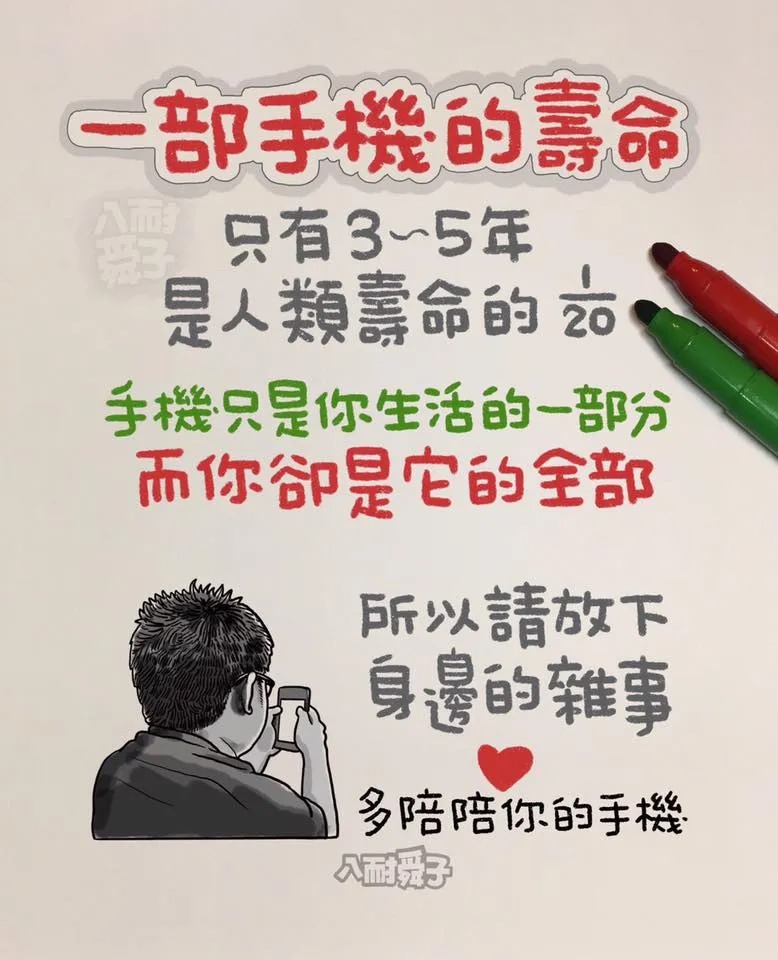 一部手機的壽命
八耐舜子
只有3~5年
是人類壽命的1/20
手機只是你生活的一部分
而你卻是它的全部
所以請放下
身邊的雜事
多陪陪你的手機
八耐舜子